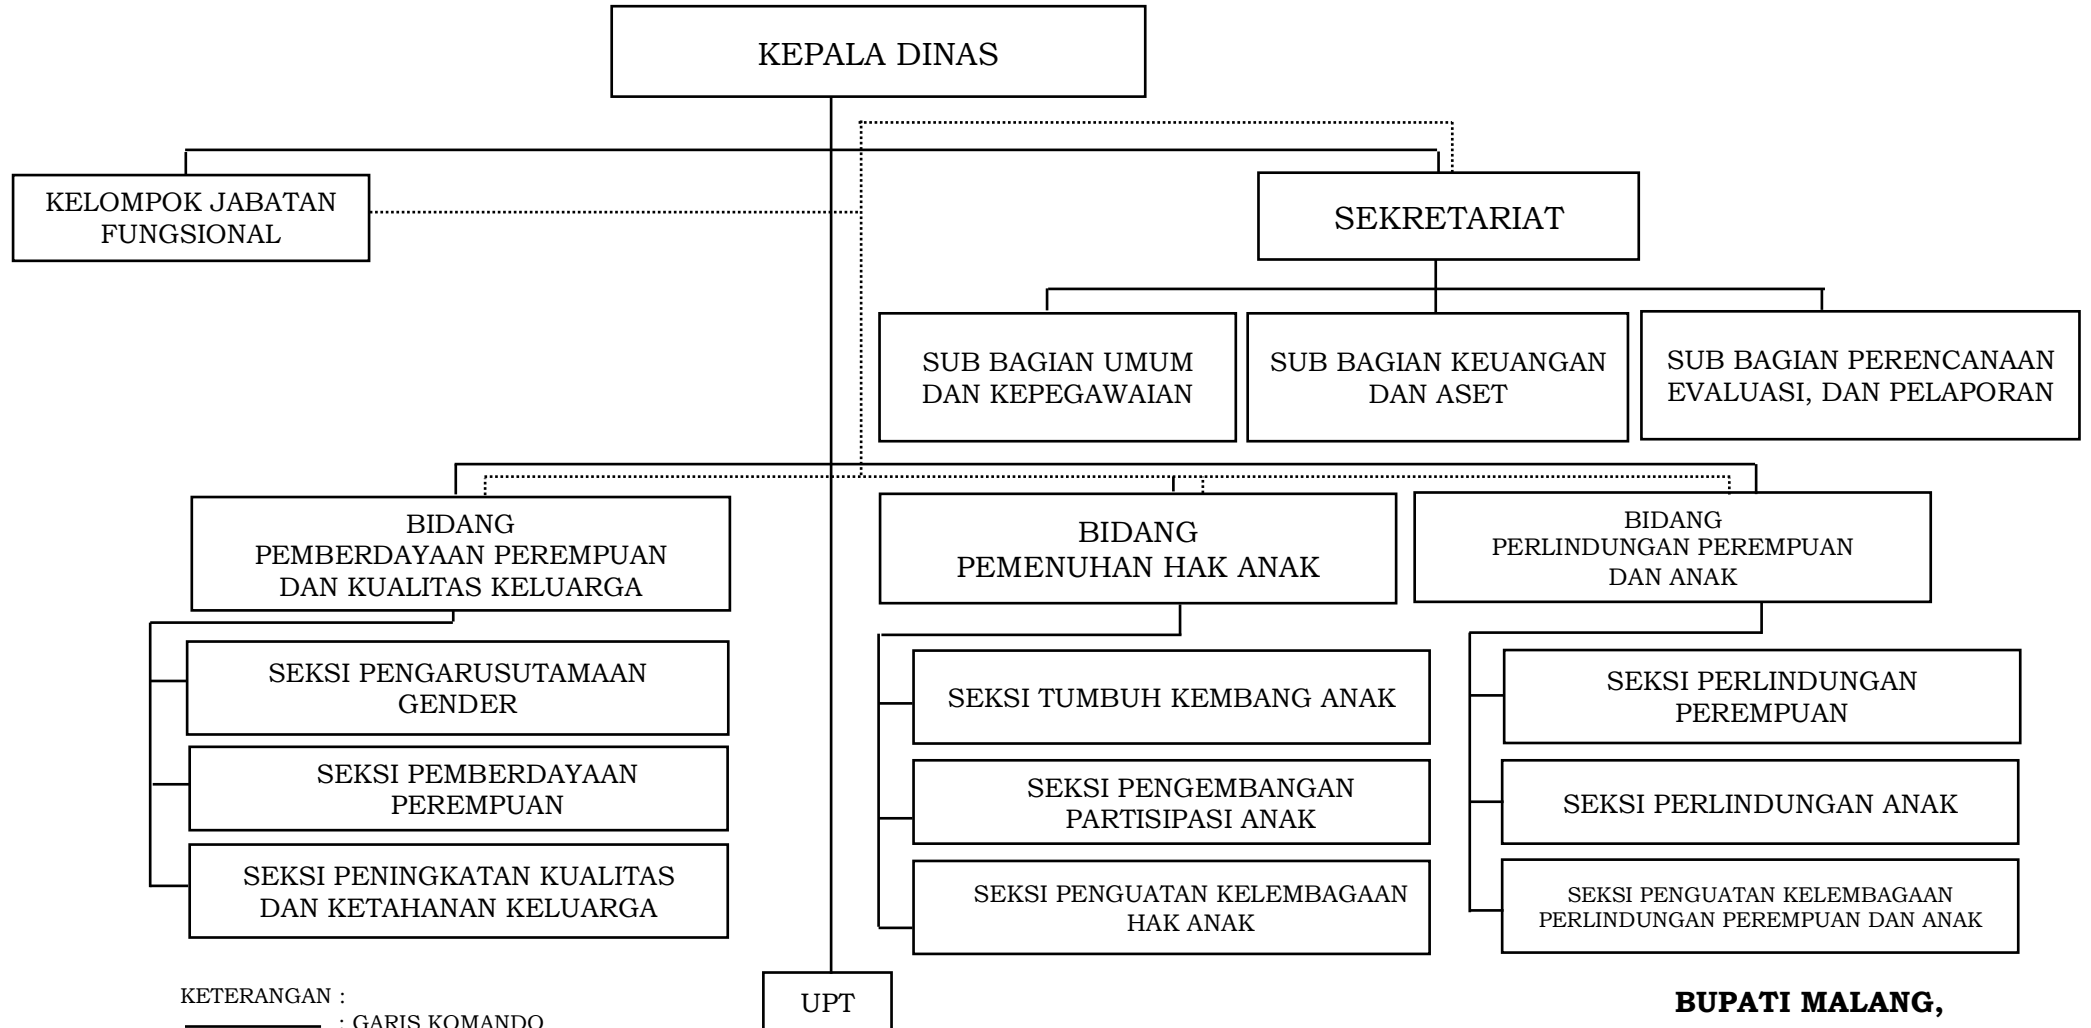 KEPALA DINAS
KELOMPOK JABATAN
FUNGSIONAL
SEKRETARIAT
SUB BAGIAN UMUM
DAN KEPEGAWAIAN
SUB BAGIAN KEUANGAN
DAN ASET
SUB BAGIAN PERENCANAAN
EVALUASI, DAN PELAPORAN
BIDANG
PEMBERDAYAAN PEREMPUAN
DAN KUALITAS KELUARGA
BIDANG
PEMENUHAN HAK ANAK
BIDANG
PERLINDUNGAN PEREMPUAN
DAN ANAK
SEKSI PENGARUSUTAMAAN
GENDER
SEKSI PEMBERDAYAAN
PEREMPUAN
SEKSI PENINGKATAN KUALITAS
DAN KETAHANAN KELUARGA
SEKSI TUMBUH KEMBANG ANAK
SEKSI PENGEMBANGAN
PARTISIPASI ANAK
SEKSI PENGUATAN KELEMBAGAAN
HAK ANAK
SEKSI PERLINDUNGAN
PEREMPUAN
SEKSI PERLINDUNGAN ANAK
SEKSI PENGUATAN KELEMBAGAAN
PERLINDUNGAN PEREMPUAN DAN ANAK
KETERANGAN :
: GARIS KOMANDO
UPT
BUPATI MALANG,